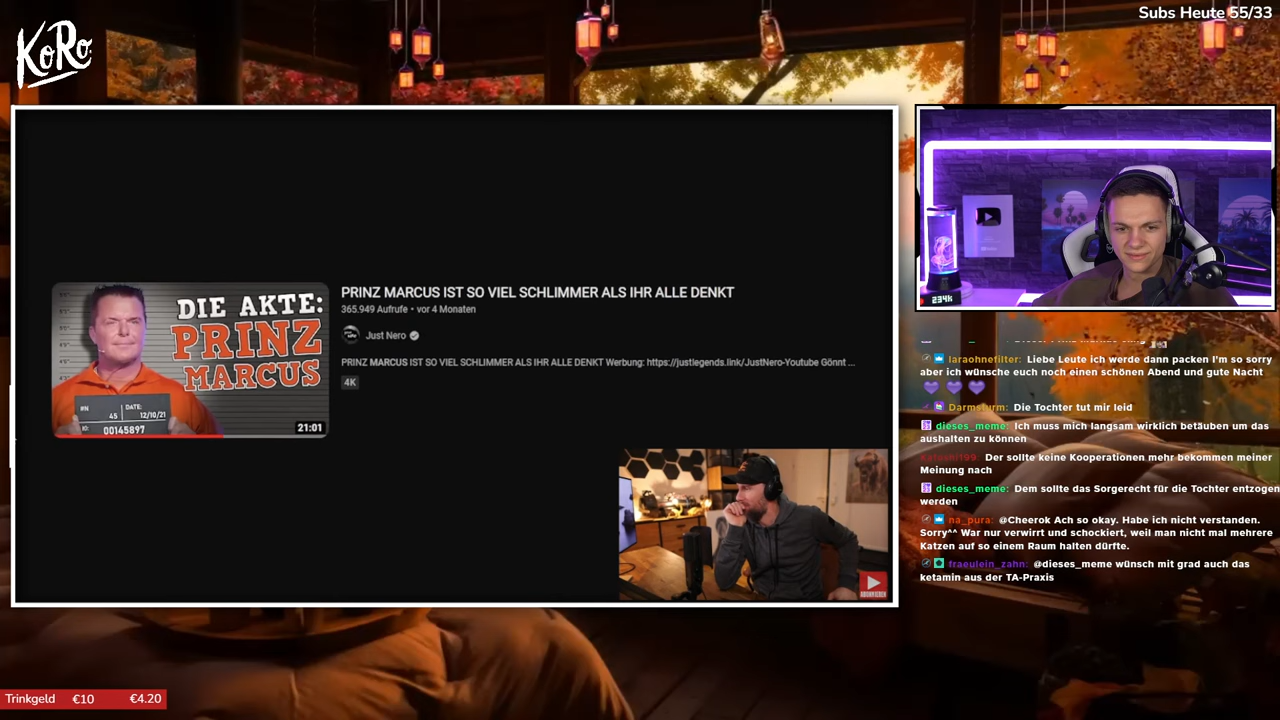 Subs Heute 55/33
KoRo
DIE AKTE:
PRINZ
MARCUS
45
DATE:
12/10/21
00145897
21:01
PRINZ MARCUS IST SO VIEL SCHLIMMER ALS IHR ALLE DENKT
365.949 Aufrufe • vor 4 Monaten
Just Nero
PRINZ MARCUS IST SO VIEL SCHLIMMER ALS IHR ALLE DENKT Werbung: https://justlegends.link/JustNero-Youtube Gönnt ...
4K
ABONNIEREN
234k
laraohnefilter: Liebe Leute ich werde dann packen I'm so sorry
aber ich wünsche euch noch einen schönen Abend und gute Nacht
Darmsturm: Die Tochter tut mir leid
dieses_meme: Ich muss mich langsam wirklich betäuben um das
aushalten zu können
Der sollte keine Kooperationen mehr bekommen meiner
Meinung nach
dieses_meme: Dem sollte das Sorgerecht für die Tochter entzogen
werden
na_pura: @Cheerok Ach so okay. Habe ich nicht verstanden.
Sorry^^ War nur verwirrt und schockiert, weil man nicht mal mehrere
Katzen auf so einem Raum halten dürfte.
fraeulein_zahn: @dieses_meme wünsch mit grad auch das
ketamin aus der TA-Praxis
Trinkgeld €10 €4.20